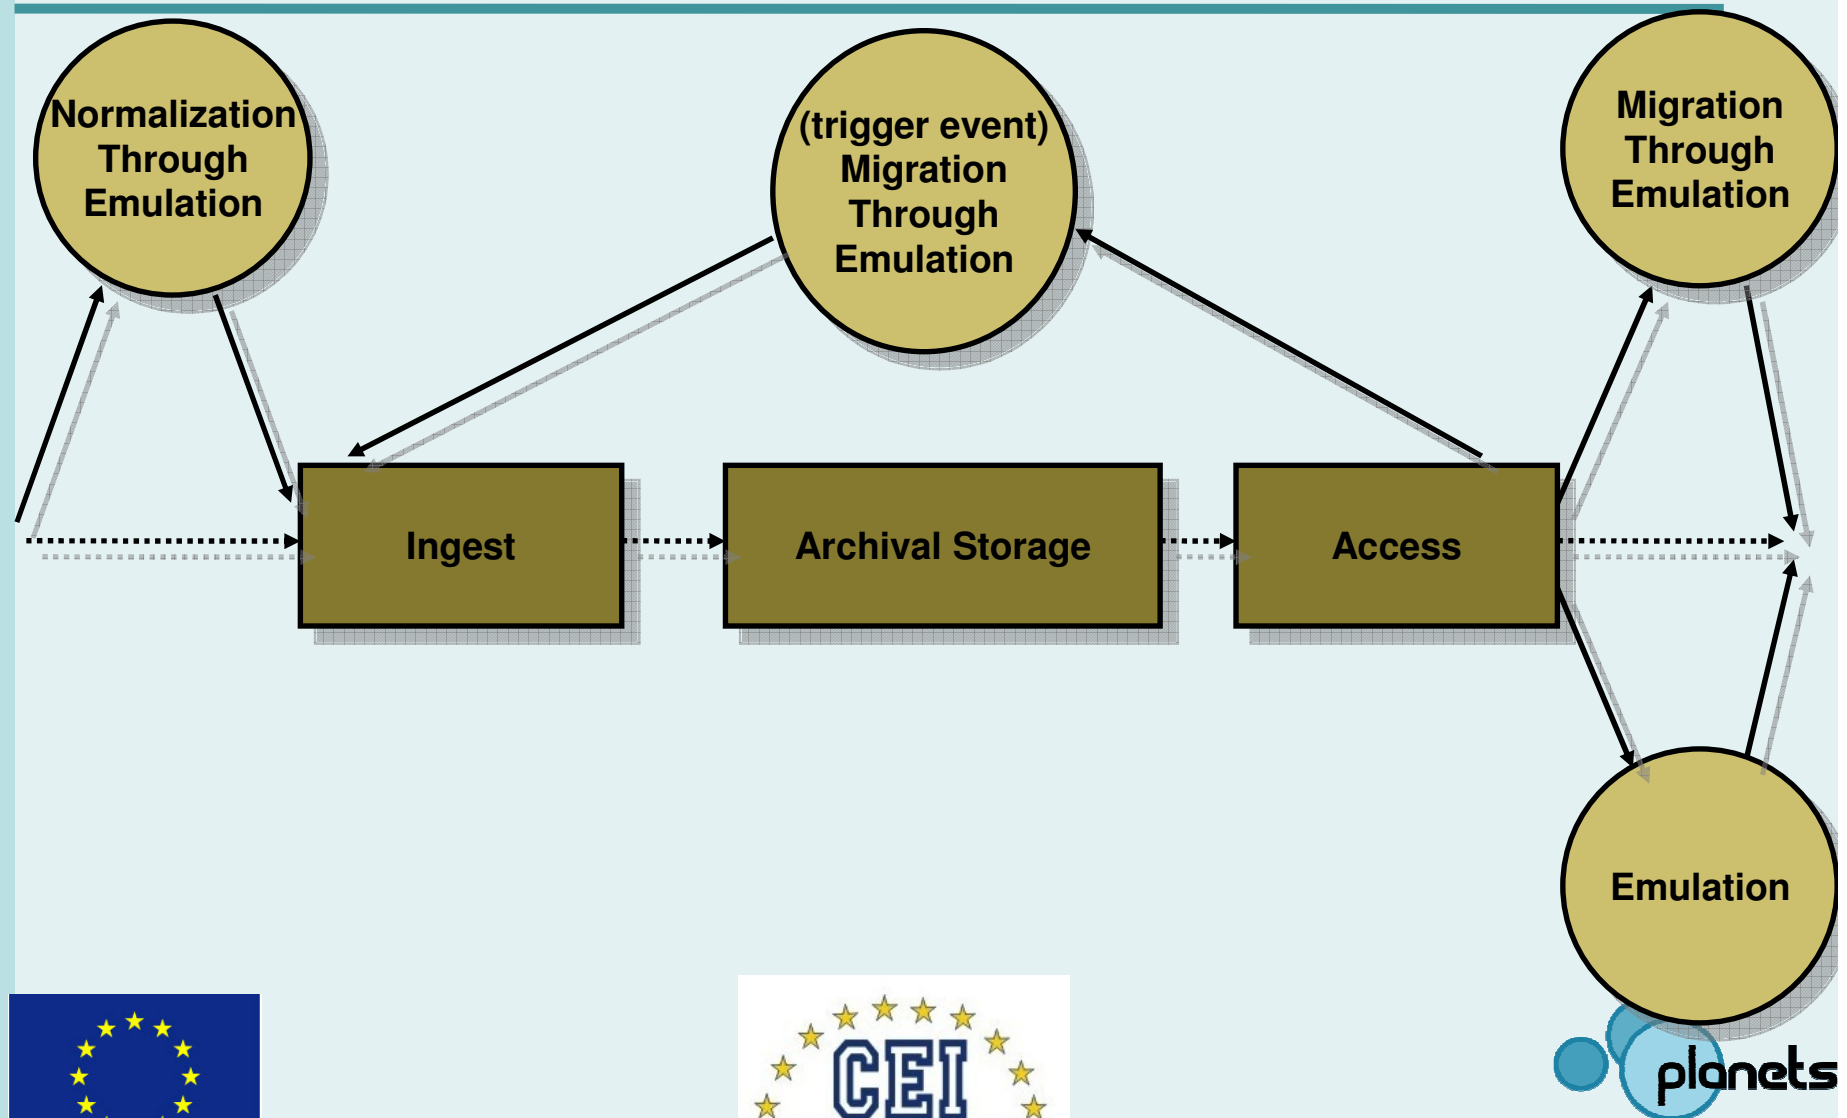 Normalization
Through
Emulation
(trigger event)
Migration
Through
Emulation
Migration
Through
Emulation
Ingest
Archival Storage
Access
Emulation
CEI
planets